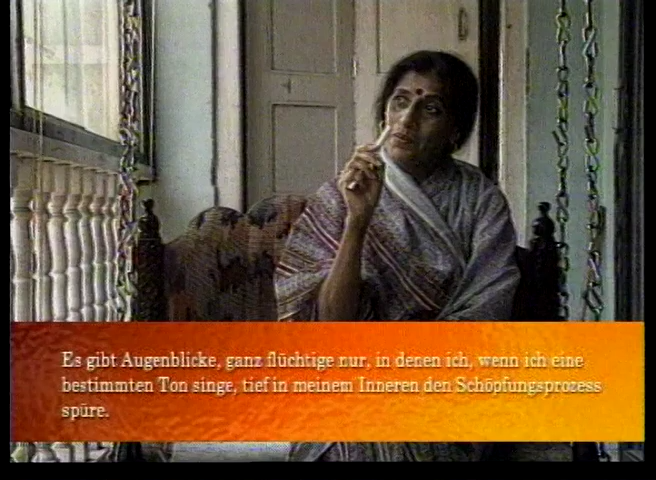 Es gibt Augenblicke, ganz flüchtige nur, in denen ich, wenn ich eine
bestimmten Ton singe, tief in meinem Inneren den Schöpfungsprozess
spüre.